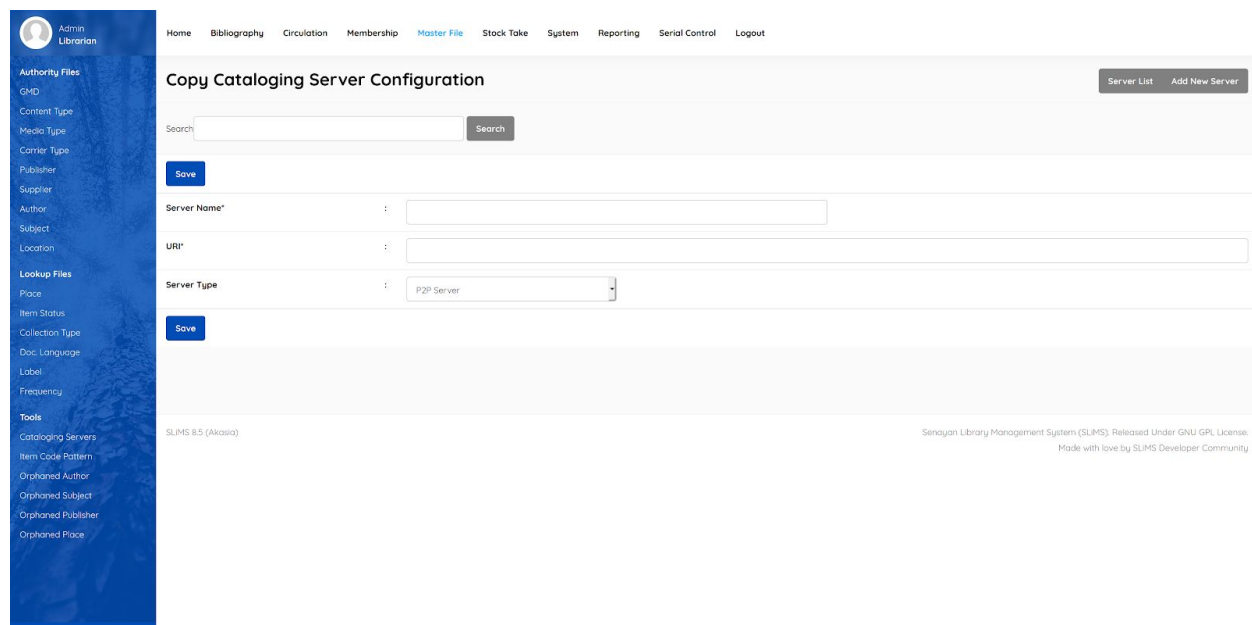 Admin
Librarian
Home Bibliography Circulation Membership Master File Stock Take System Reporting Serial Control Logout
Authority Files
GMD
Content Type
Media Type
Carrier Type
Publisher
Supplier
Author
Subject
Location
Lookup Files
Place
Item Status
Collection Type
Doc. Language
Label
Frequency
Tools
Cataloging Servers
Item Code Pattern
Orphaned Author
Orphaned Subject
Orphaned Publisher
Orphaned Place
Copy Cataloging Server Configuration
Server List Add New Server
Search Search
Save
Server Name* :
URI* :
Server Type : P2P Server
Save
SLiMS 8.5 (Akasia)
Senayan Library Management System (SLiMS). Released Under GNU GPL License.
Made with love by SLiMS Developer Community